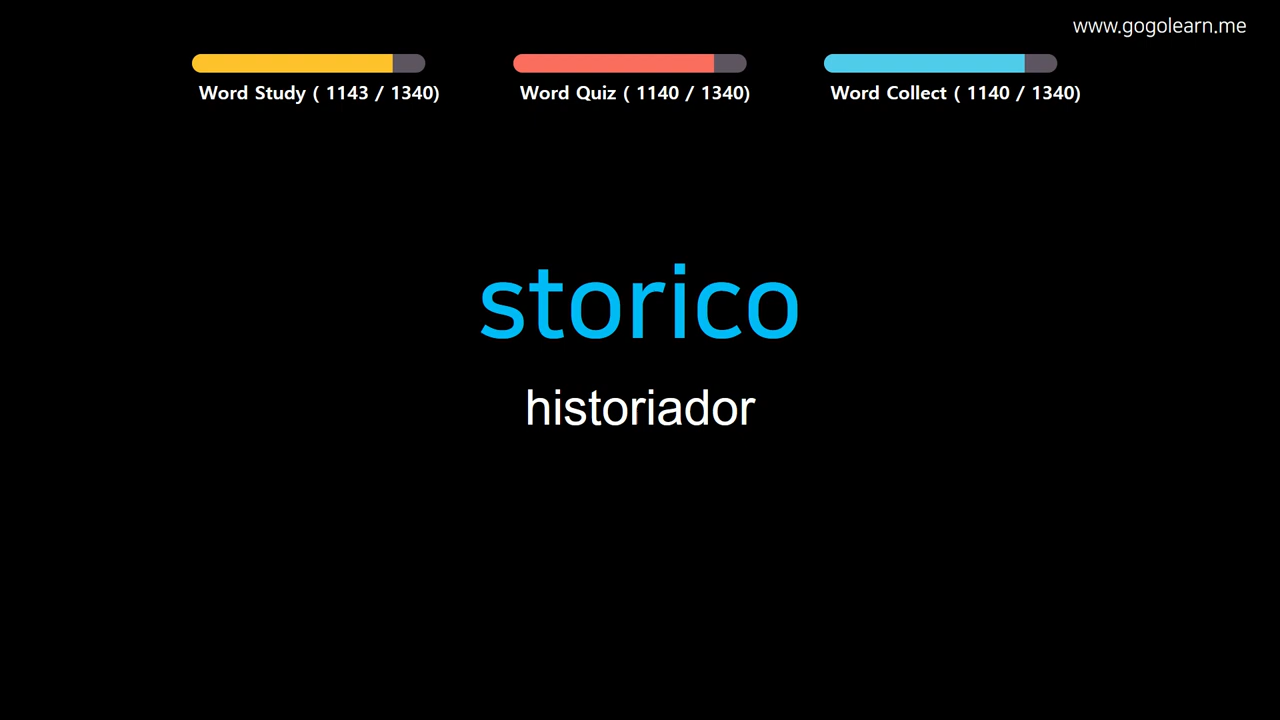 www.gogolearn.me
Word Study ( 1143 / 1340)
Word Quiz ( 1140 / 1340)
Word Collect ( 1140 / 1340)
storico
historiador